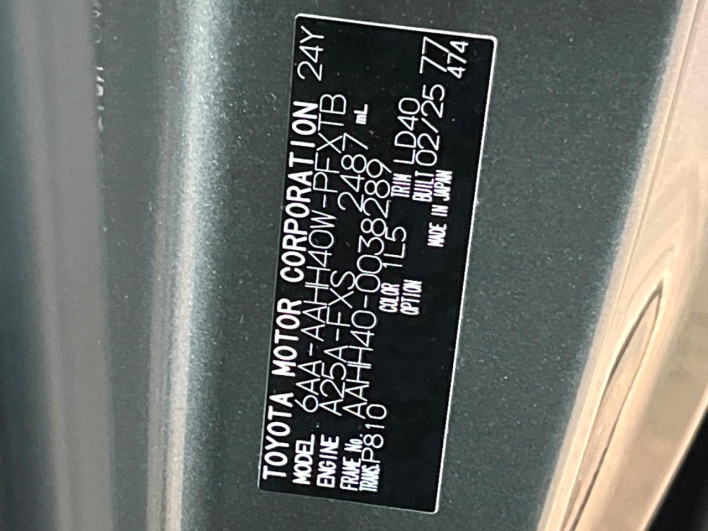 TOYOTA MOTOR CORPORATION 24Y
MODEL 6AA-AAHH40W-PFXTB
ENGINE A25A-FXS 2487 mL
FRAME No. AAHH40-0038289
TRANS. P810 COLOR 1L5 TRIM LD40
OPTION BUILT 02/25 77
MADE IN JAPAN 474